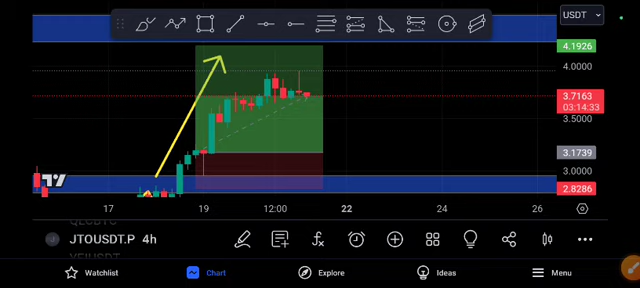 USDT
4.1926
4.0000
3.7163
03:14:33
3.5000
3.1739
3.0000
2.8286
17 19 12:00 22 24 26
JTOUSDT.P 4h
Watchlist Chart Explore Ideas Menu